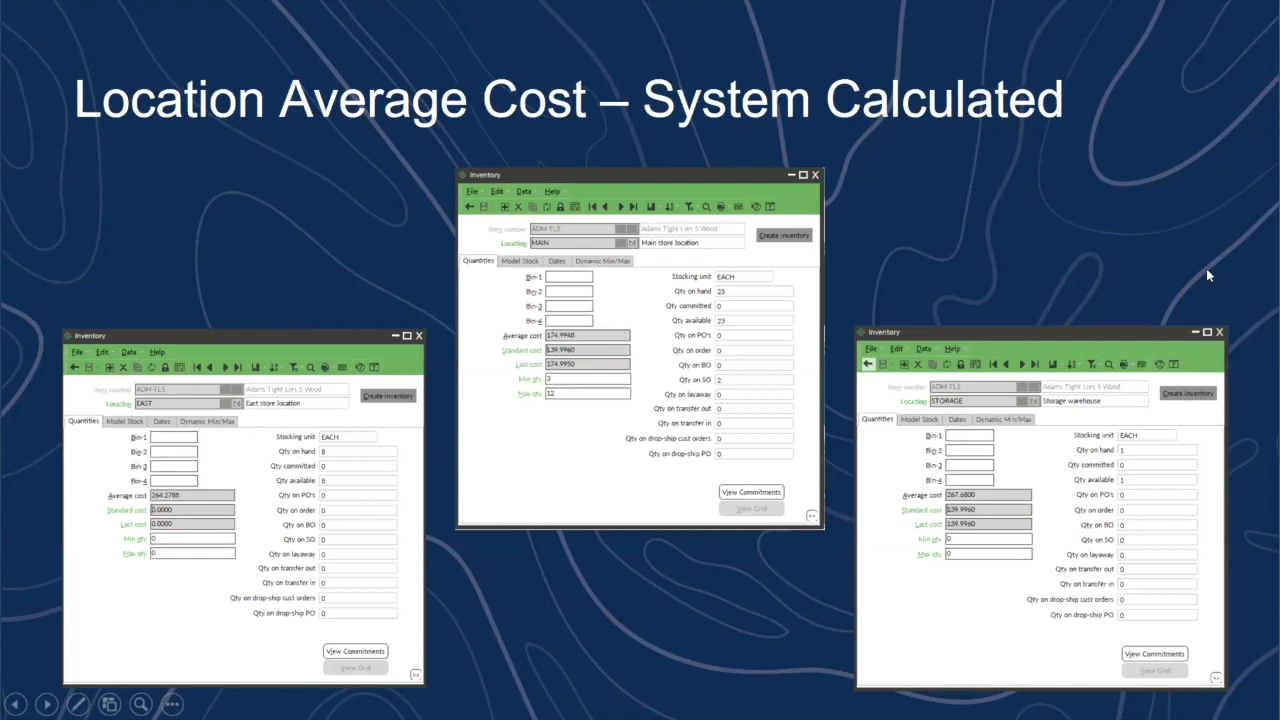 Location Average Cost – System Calculated
Inventory
File Edit Data Help
Item number ADM-TLS Adams Tight Lies S Wood
Location MAIN Main store location
Create inventory
Quantities Model Stock Dates Dynamic Min/Max
Bin-1 Stocking unit EACH
Bin-2 Qty on hand 23
Bin-3 Qty committed 0
Bin-4 Qty available 23
Average cost 174.9948 Qty on PO's 0
Standard cost 139.9960 Qty on order 0
Last cost 174.9950 Qty on BO 0
Min qty 3 Qty on SO 2
Max qty 12 Qty on layaway 0
Qty on transfer out 0
Qty on transfer in 0
Qty on drop-ship cust orders 0
Qty on drop-ship PO 0
View Commitments
View Grid
>>
Inventory
File Edit Data Help
Item number ADM-TLS Adams Tight Lies S Wood
Location EAST East store location
Create inventory
Quantities Model Stock Dates Dynamic Min/Max
Bin-1 Stocking unit EACH
Bin-2 Qty on hand 8
Bin-3 Qty committed 0
Bin-4 Qty available 8
Average cost 264.2788 Qty on PO's 0
Standard cost 0.0000 Qty on order 0
Last cost 0.0000 Qty on BO 0
Min qty 0 Qty on SO 0
Max qty 0 Qty on layaway 0
Qty on transfer out 0
Qty on transfer in 0
Qty on drop-ship cust orders 0
Qty on drop-ship PO 0
View Commitments
View Grid
>>
Inventory
File Edit Data Help
Item number ADM-TLS Adams Tight Lies S Wood
Location STORAGE Storage warehouse
Create inventory
Quantities Model Stock Dates Dynamic Min/Max
Bin-1 Stocking unit EACH
Bin-2 Qty on hand 1
Bin-3 Qty committed 0
Bin-4 Qty available 1
Average cost 267.6800 Qty on PO's 0
Standard cost 139.9960 Qty on order 0
Last cost 139.9960 Qty on BO 0
Min qty 0 Qty on SO 0
Max qty 0 Qty on layaway 0
Qty on transfer out 0
Qty on transfer in 0
Qty on drop-ship cust orders 0
Qty on drop-ship PO 0
View Commitments
View Grid
>>